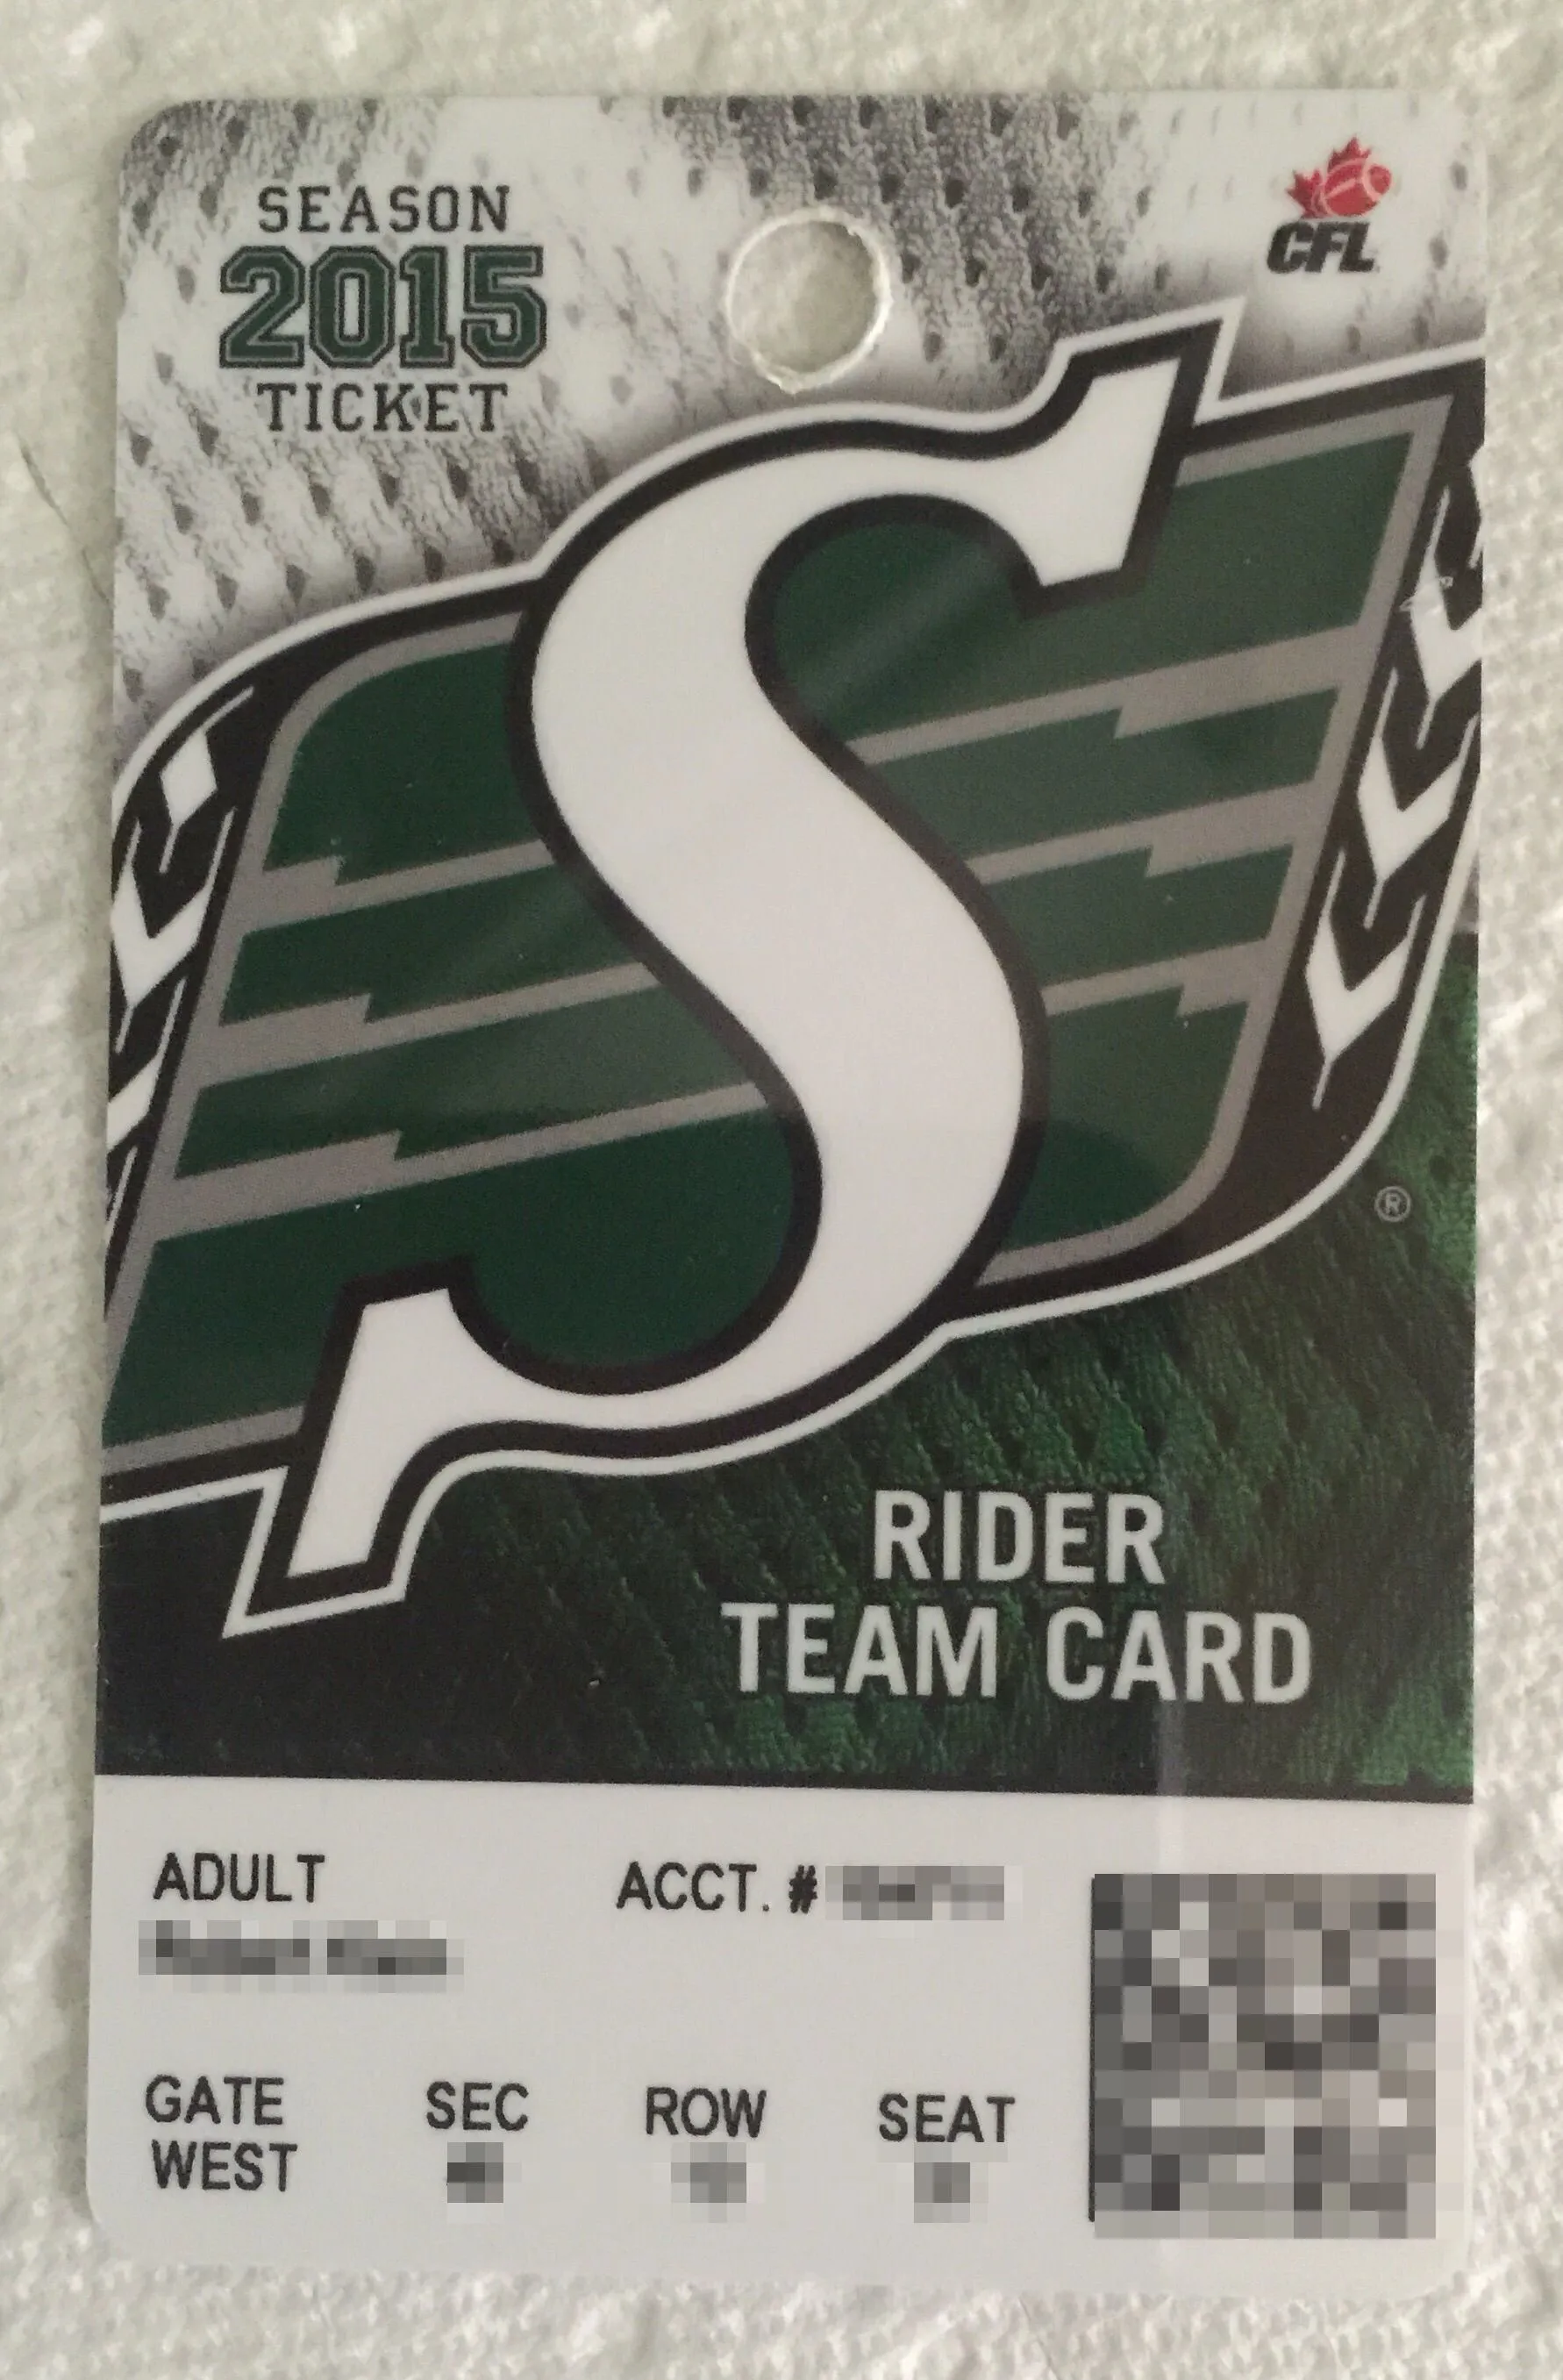 SEASON
2015
TICKET
CFL
S
®
RIDER
TEAM CARD
ADULT
ACCT. #
GATE SEC ROW SEAT
WEST